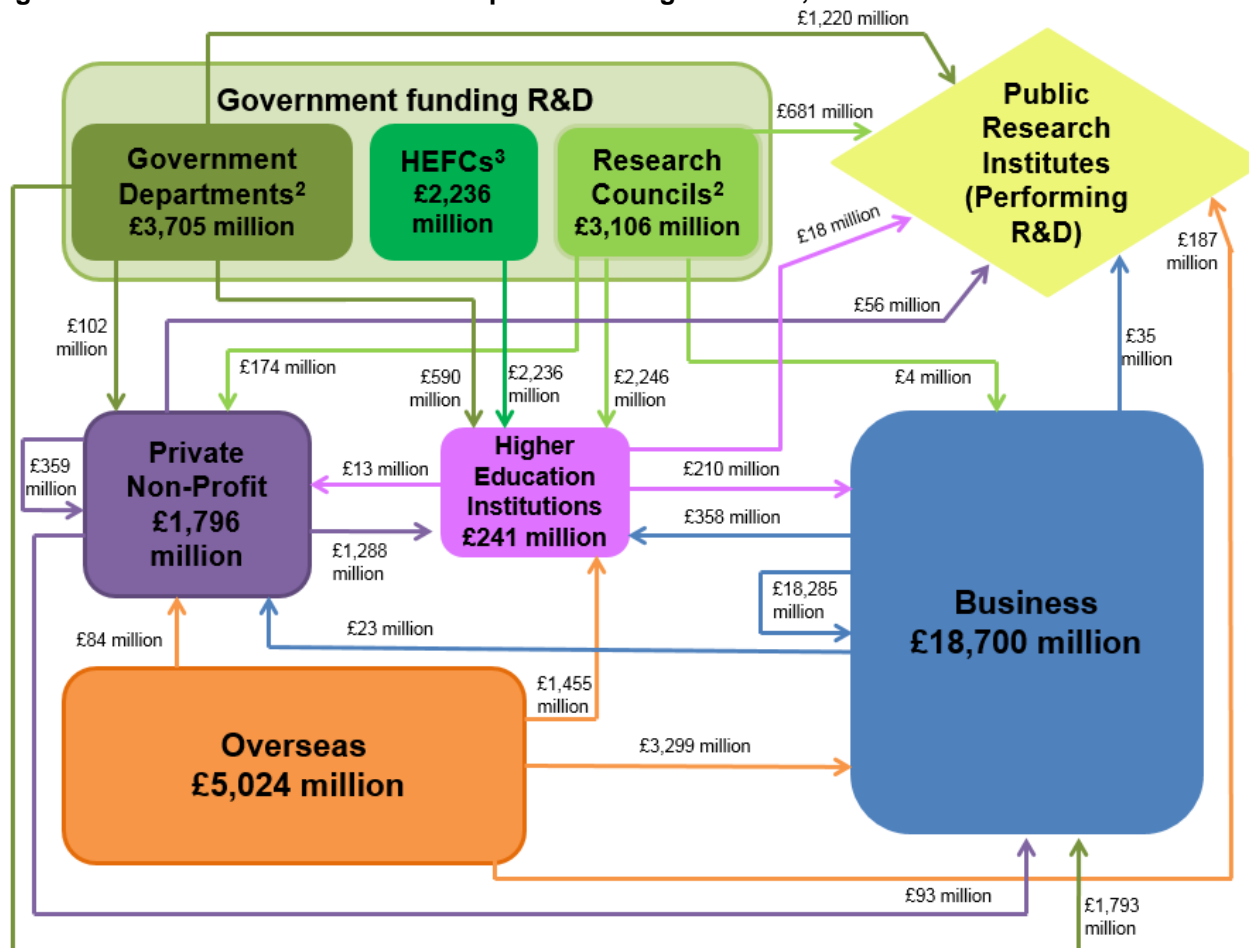 £1,220 million
Government funding R&D
Public
Research
Institutes
(Performing
R&D)
£681 million
Government
Departments²
£3,705 million
HEFCs³
£2,236
million
Research
Councils²
£3,106 million
£18 million
£187
million
£102
million
£174 million
£590
million
£2,236
million
£2,246
million
£56 million
£4 million
£35
million
£359
million
Private
Non-Profit
£1,796
million
£13 million
£1,288
million
Higher
Education
Institutions
£241 million
£210 million
£358 million
£18,285
million
Business
£18,700 million
£84 million
£23 million
£1,455
million
Overseas
£5,024 million
£3,299 million
£93 million
£1,793
million